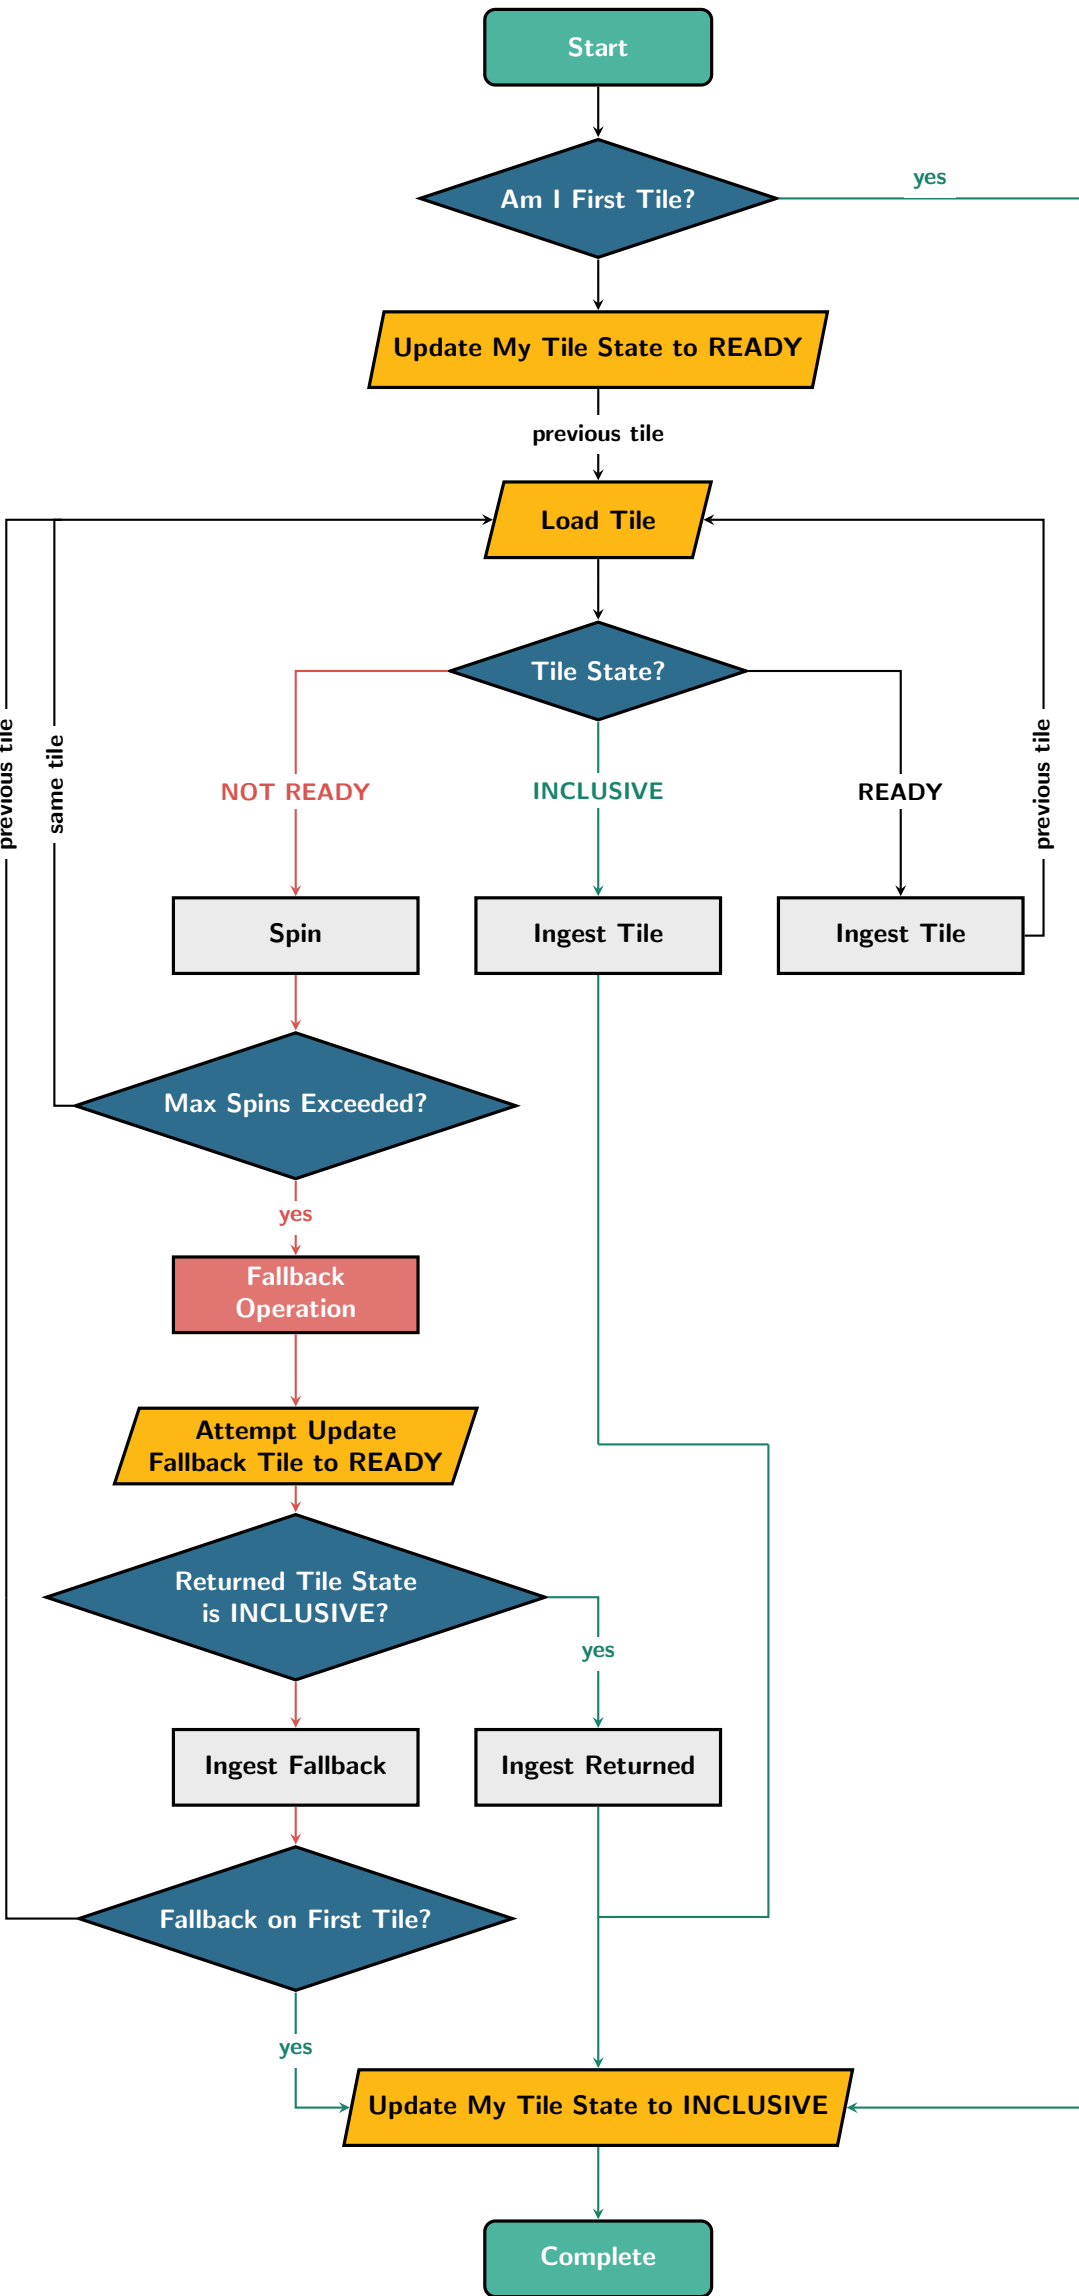 Start
Am I First Tile?
yes
Update My Tile State to READY
previous tile
Load Tile
Tile State?
previous tile
same tile
previous tile
NOT READY
INCLUSIVE
READY
Spin
Ingest Tile
Ingest Tile
Max Spins Exceeded?
yes
Fallback
Operation
Attempt Update
Fallback Tile to READY
Returned Tile State
is INCLUSIVE?
yes
Ingest Fallback
Ingest Returned
Fallback on First Tile?
yes
Update My Tile State to INCLUSIVE
Complete